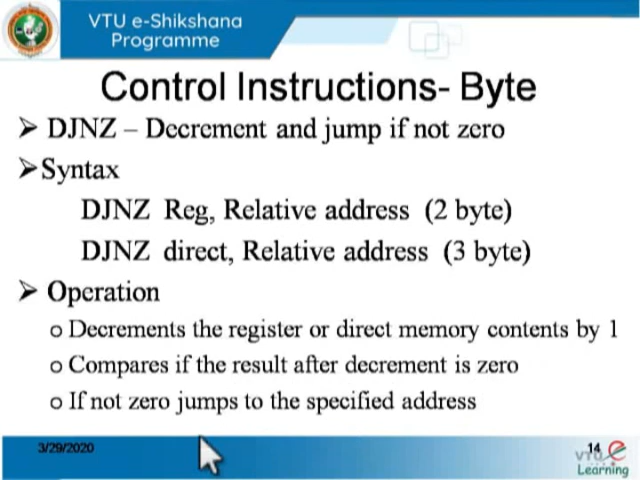 VTU e-Shikshana
Programme
Control Instructions- Byte
➢ DJNZ – Decrement and jump if not zero
➢Syntax
DJNZ Reg, Relative address (2 byte)
DJNZ direct, Relative address (3 byte)
➢ Operation
o Decrements the register or direct memory contents by 1
o Compares if the result after decrement is zero
o If not zero jumps to the specified address
3/29/2020
14
VTU e
Learning